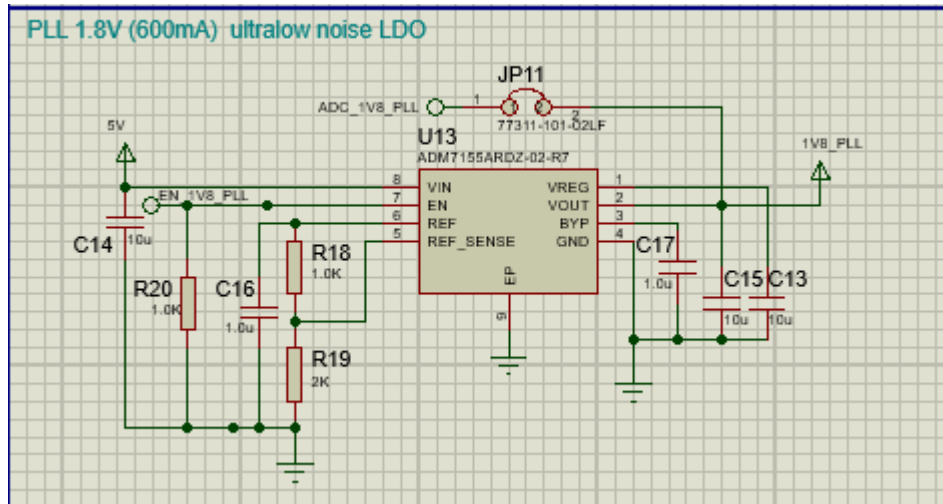 PLL 1.8V (600mA) ultralow noise LDO
JP11
ADC_1V8_PLL
1
1
2
2
77311-101-02LF
5V
U13
ADM7155ARDZ-02-R7
1V8_PLL
EN_1V8_PLL
8
VIN
VREG
1
7
EN
VOUT
2
6
REF
BYP
3
5
REF_SENSE
GND
4
EP
9
C14
10u
R20
1.0K
C16
1.0u
R18
1.0K
R19
2K
C17
1.0u
C15
10u
C13
10u